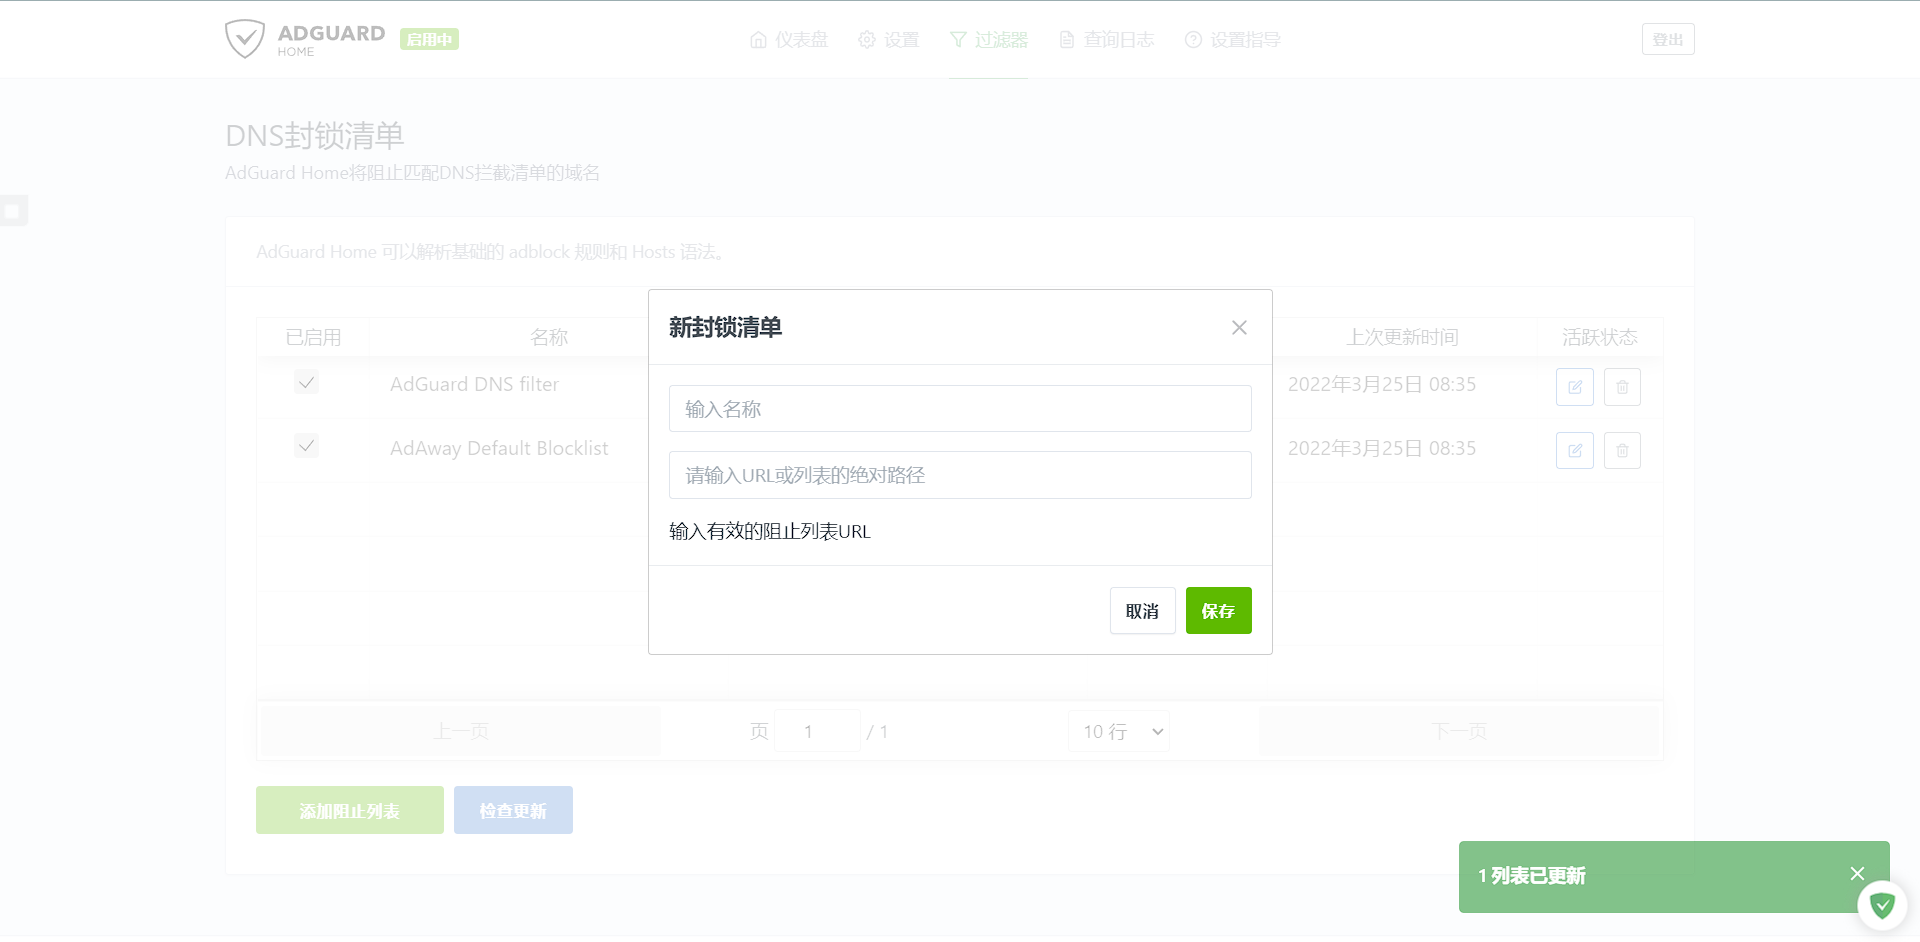 ADGUARD
HOME
启用中
仪表盘
设置
过滤器
查询日志
设置指导
登出
DNS封锁清单
AdGuard Home将阻止匹配DNS拦截清单的域名
AdGuard Home 可以解析基础的 adblock 规则和 Hosts 语法。
已启用
名称
上次更新时间
活跃状态
AdGuard DNS filter
2022年3月25日 08:35
AdAway Default Blocklist
2022年3月25日 08:35
新封锁清单
输入名称
请输入URL或列表的绝对路径
输入有效的阻止列表URL
取消
保存
上一页
页
1
/ 1
10 行
下一页
添加阻止列表
检查更新
1 列表已更新